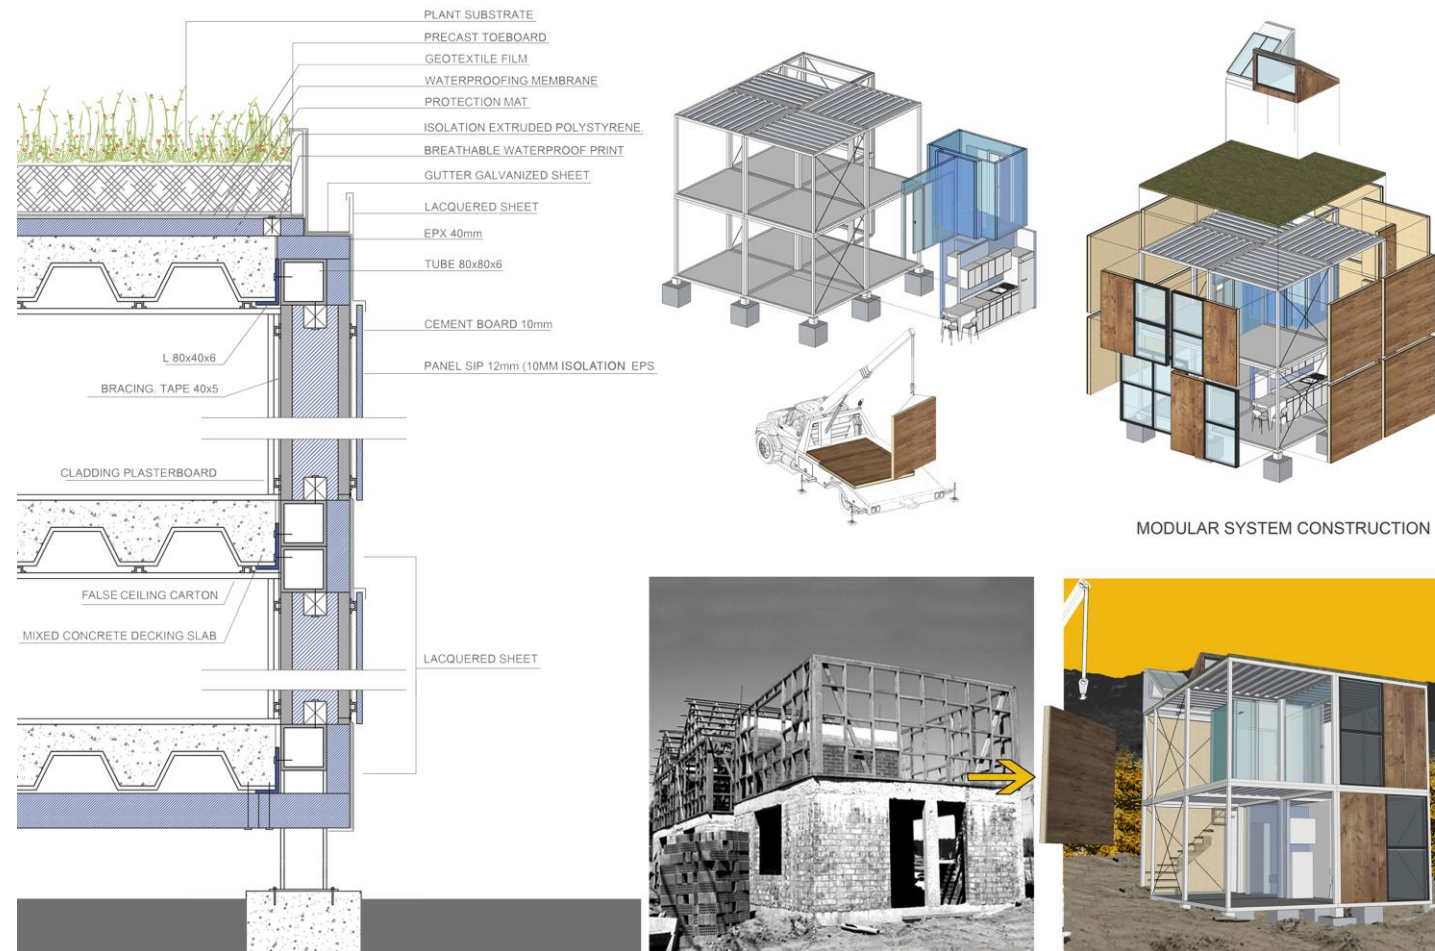 PLANT SUBSTRATE
PRECAST TOEBOARD
GEOTEXTILE FILM
WATERPROOFING MEMBRANE
PROTECTION MAT
ISOLATION EXTRUDED POLYSTYRENE.
BREATHABLE WATERPROOF PRINT
GUTTER GALVANIZED SHEET
LACQUERED SHEET
EPX 40mm
TUBE 80x80x6
CEMENT BOARD 10mm
L 80x40x6
PANEL SIP 12mm (10MM ISOLATION EPS
BRACING. TAPE 40x5
CLADDING PLASTERBOARD
FALSE CEILING CARTON
MIXED CONCRETE DECKING SLAB
LACQUERED SHEET
MODULAR SYSTEM CONSTRUCTION